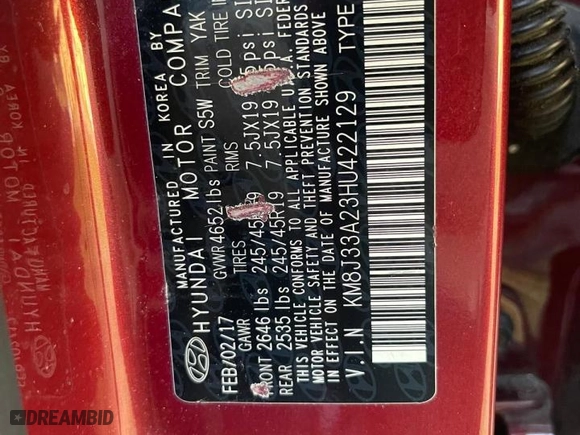 MANUFACTURED IN KOREA BY
HYUNDAI MOTOR COMPA
FEB/02/17 GVWR 4652lbs PAINT S5W TRIM YAK
GAWR TIRES RIMS COLD TIRE
FRONT 2646 lbs 245/45R19 7.5JX19 psi
REAR 2535 lbs 245/45R19 7.5JX19 psi
THIS VEHICLE CONFORMS TO ALL APPLICABLE U.S.A. FEDER
MOTOR VEHICLE SAFETY AND THEFT PREVENTION STANDARDS
IN EFFECT ON THE DATE OF MANUFACTURE SHOWN ABOVE
V.I.N KM8J33A23HU422129 TYPE
DREAMBID